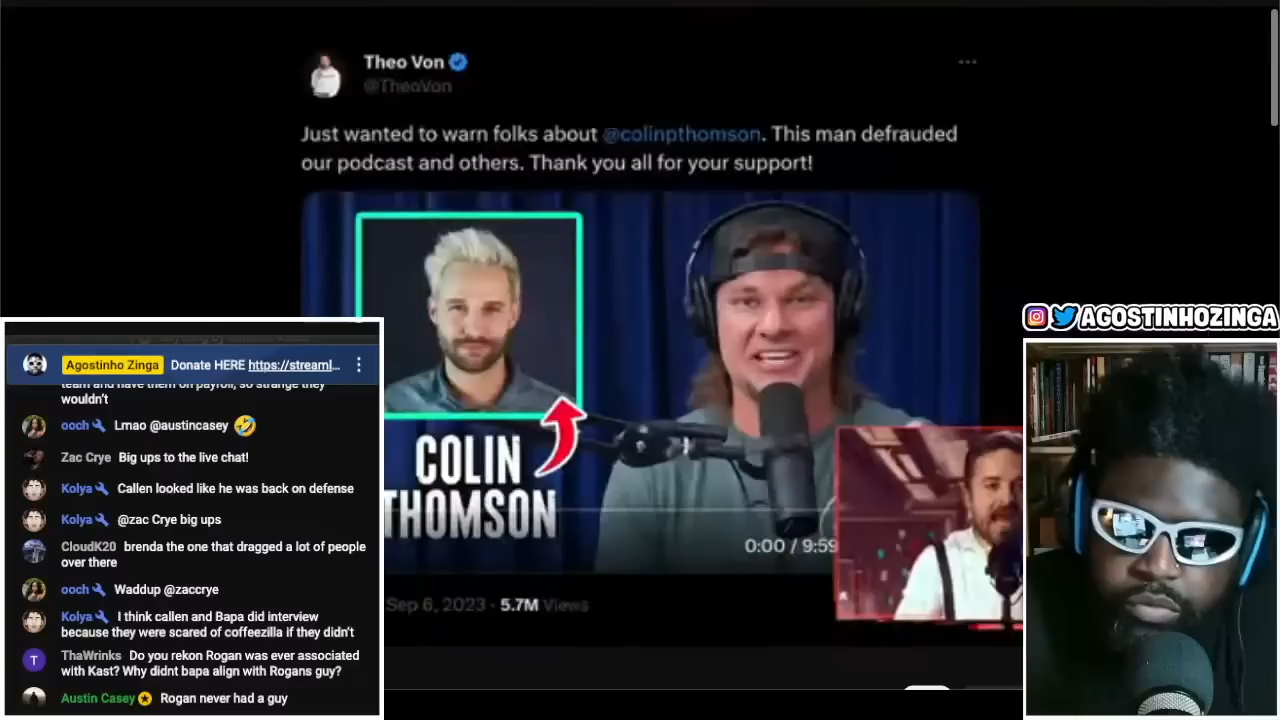 Theo Von
@TheoVon
Just wanted to warn folks about @colinpthomson. This man defrauded
our podcast and others. Thank you all for your support!
COLIN
THOMSON
0:00 / 9:59
Sep 6, 2023 · 5.7M Views
AGOSTINHOZINGA
Agostinho Zinga Donate HERE https://streaml...
team and have them on payroll, so strange they
wouldn't
ooch Lmao @austincasey 🤣
Zac Crye Big ups to the live chat!
Kolya Callen looked like he was back on defense
Kolya @zac Crye big ups
CloudK20 brenda the one that dragged a lot of people
over there
ooch Waddup @zaccrye
Kolya I think callen and Bapa did interview
because they were scared of coffeezilla if they didn't
T ThaWrinks Do you rekon Rogan was ever associated
with Kast? Why didnt bapa align with Rogans guy?
Austin Casey Rogan never had a guy